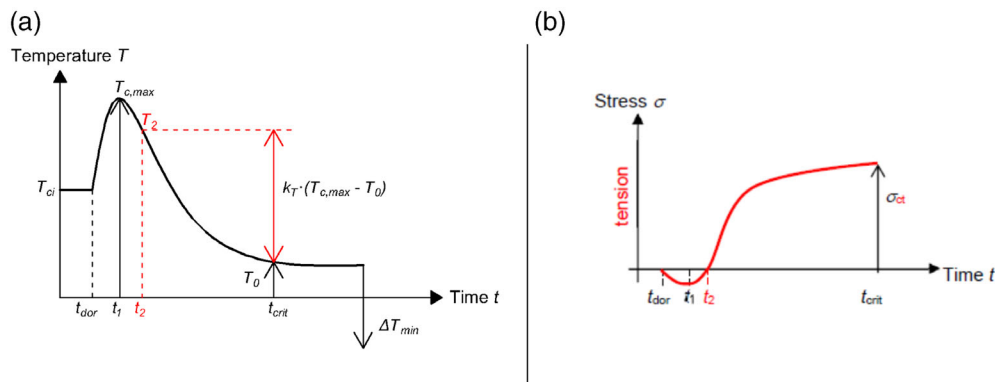 (a)
Temperature T
T_c,max
T_2
T_ci
k_T·(T_c,max - T_0)
T_0
Time t
t_dor
t_1
t_2
t_crit
ΔT_min
(b)
Stress σ
tension
σ_ct
Time t
t_dor
t_1
t_2
t_crit